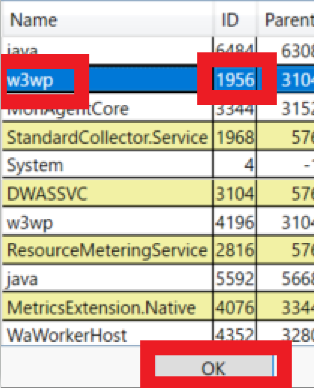 Name ID Parent
java 6484 6308
w3wp 1956 3104
MonAgentCore 3344 3152
StandardCollector.Service 1968 576
System 4 -1
DWASSVC 3104 576
w3wp 4196 3104
ResourceMeteringService 2816 576
java 5592 5668
MetricsExtension.Native 4076 3344
WaWorkerHost 4352 3280
OK